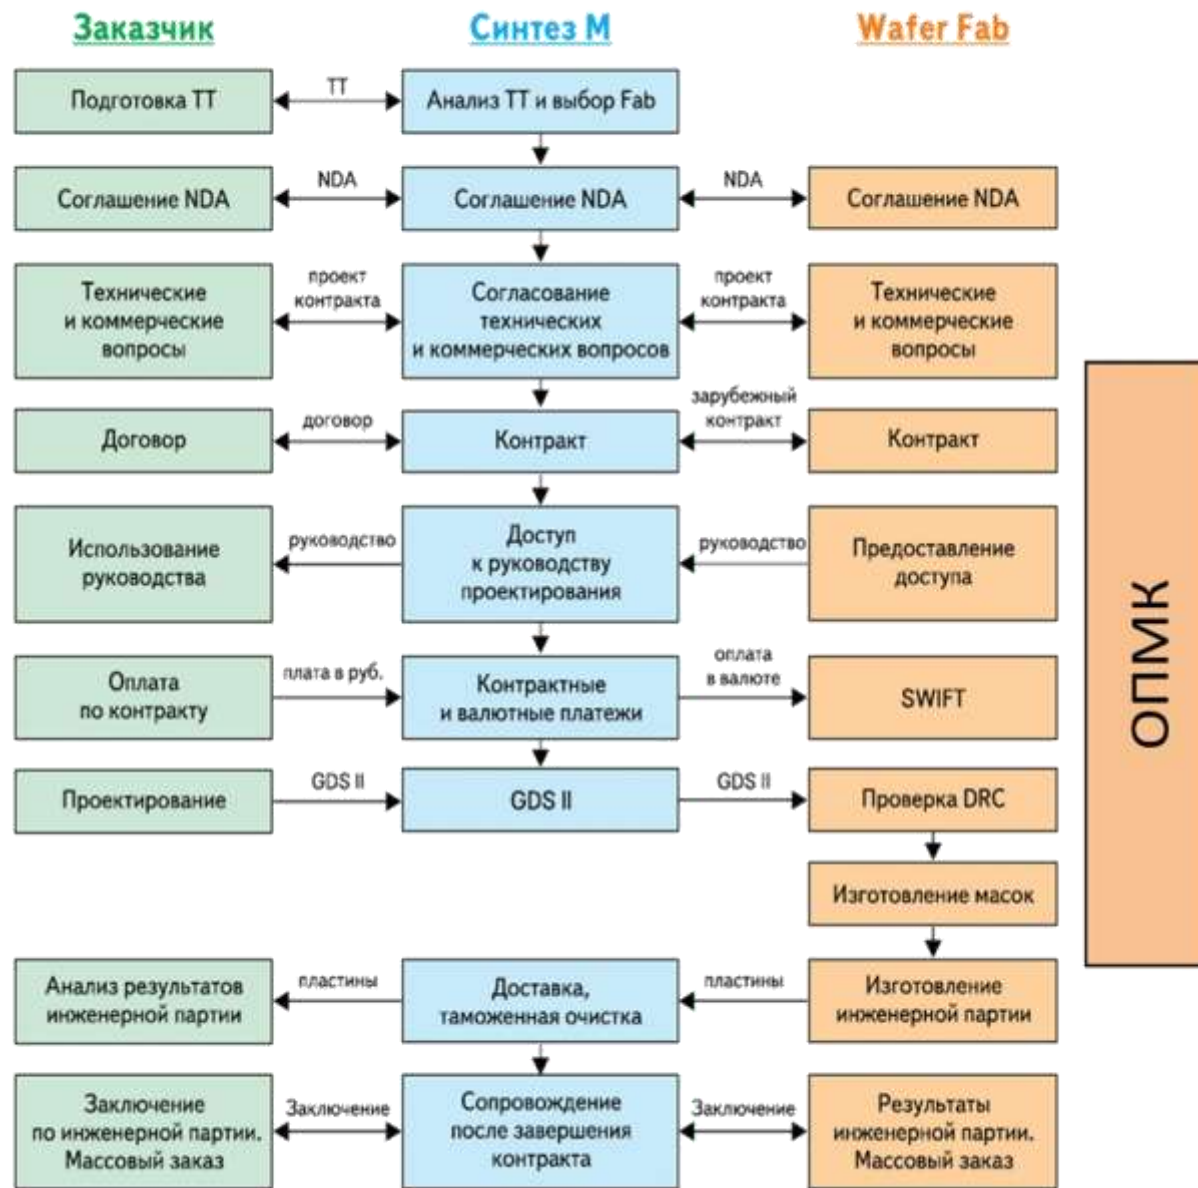 Заказчик
Синтез М
Wafer Fab
Подготовка ТТ
ТТ
Анализ ТТ и выбор Fab
Соглашение NDA
NDA
Соглашение NDA
NDA
Соглашение NDA
Технические
и коммерческие
вопросы
проект
контракта
Согласование
технических
и коммерческих вопросов
проект
контракта
Технические
и коммерческие
вопросы
Договор
договор
Контракт
зарубежный
контракт
Контракт
Использование
руководства
руководство
Доступ
к руководству
проектирования
руководство
Предоставление
доступа
Оплата
по контракту
плата в руб.
Контрактные
и валютные платежи
оплата
в валюте
SWIFT
Проектирование
GDS II
GDS II
GDS II
Проверка DRC
Изготовление масок
Анализ результатов
инженерной партии
пластины
Доставка,
таможенная очистка
пластины
Изготовление
инженерной партии
Заключение
по инженерной партии.
Массовый заказ
Заключение
Сопровождение
после завершения
контракта
Заключение
Результаты
инженерной партии.
Массовый заказ
ОПМК